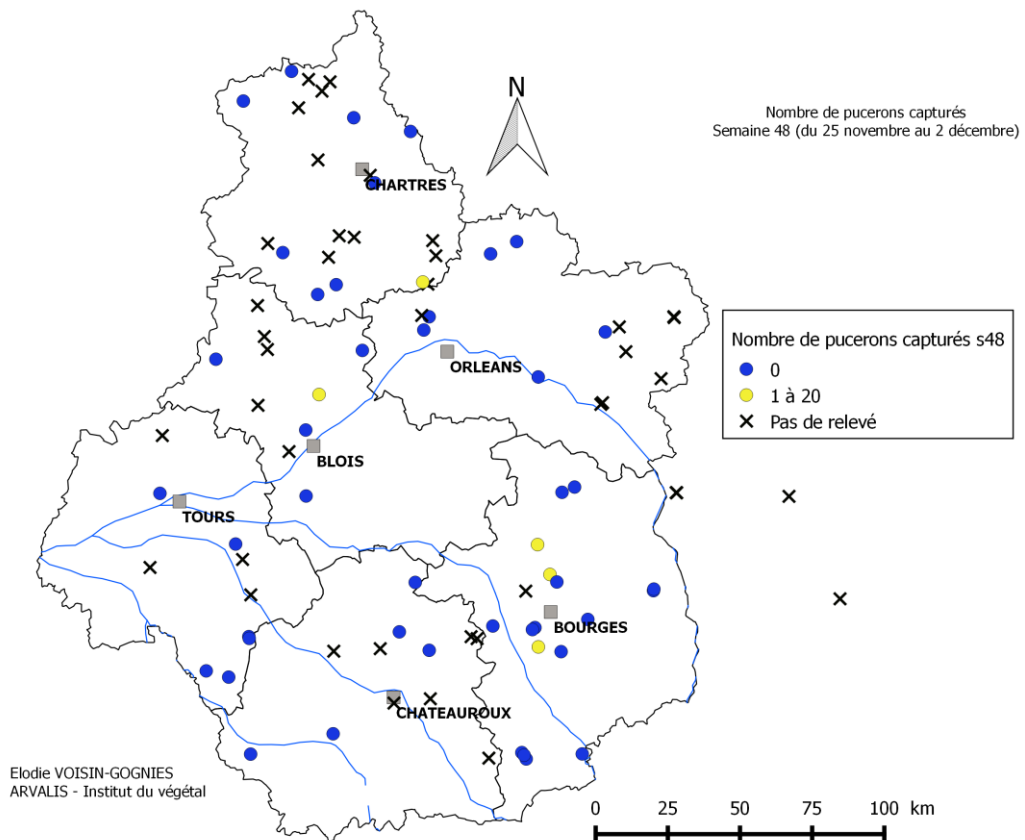 N
Nombre de pucerons capturés
Semaine 48 (du 25 novembre au 2 décembre)
CHARTRES
Nombre de pucerons capturés s48
0
1 à 20
Pas de relevé
ORLEANS
BLOIS
TOURS
BOURGES
CHATEAUROUX
Elodie VOISIN-GOGNIES
ARVALIS - Institut du végétal
0 25 50 75 100 km